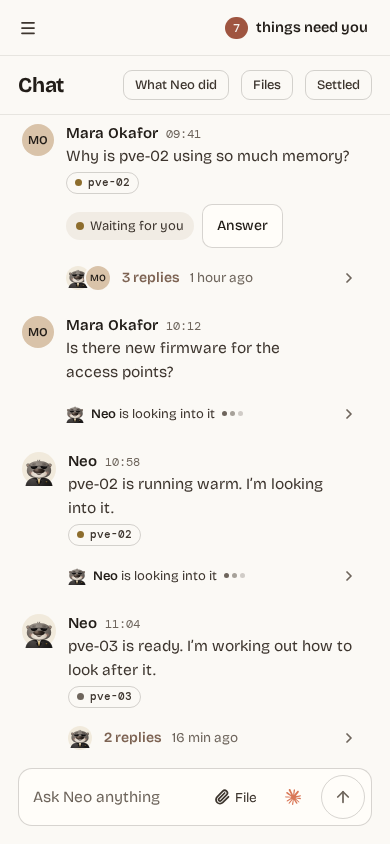 7 things need you
Chat
What Neo did
Files
Settled
MO
Mara Okafor 09:41
Why is pve-02 using so much memory?
pve-02
Waiting for you
Answer
MO
3 replies 1 hour ago
MO
Mara Okafor 10:12
Is there new firmware for the
access points?
Neo is looking into it
Neo 10:58
pve-02 is running warm. I'm looking
into it.
pve-02
Neo is looking into it
Neo 11:04
pve-03 is ready. I'm working out how to
look after it.
pve-03
2 replies 16 min ago
Ask Neo anything
File